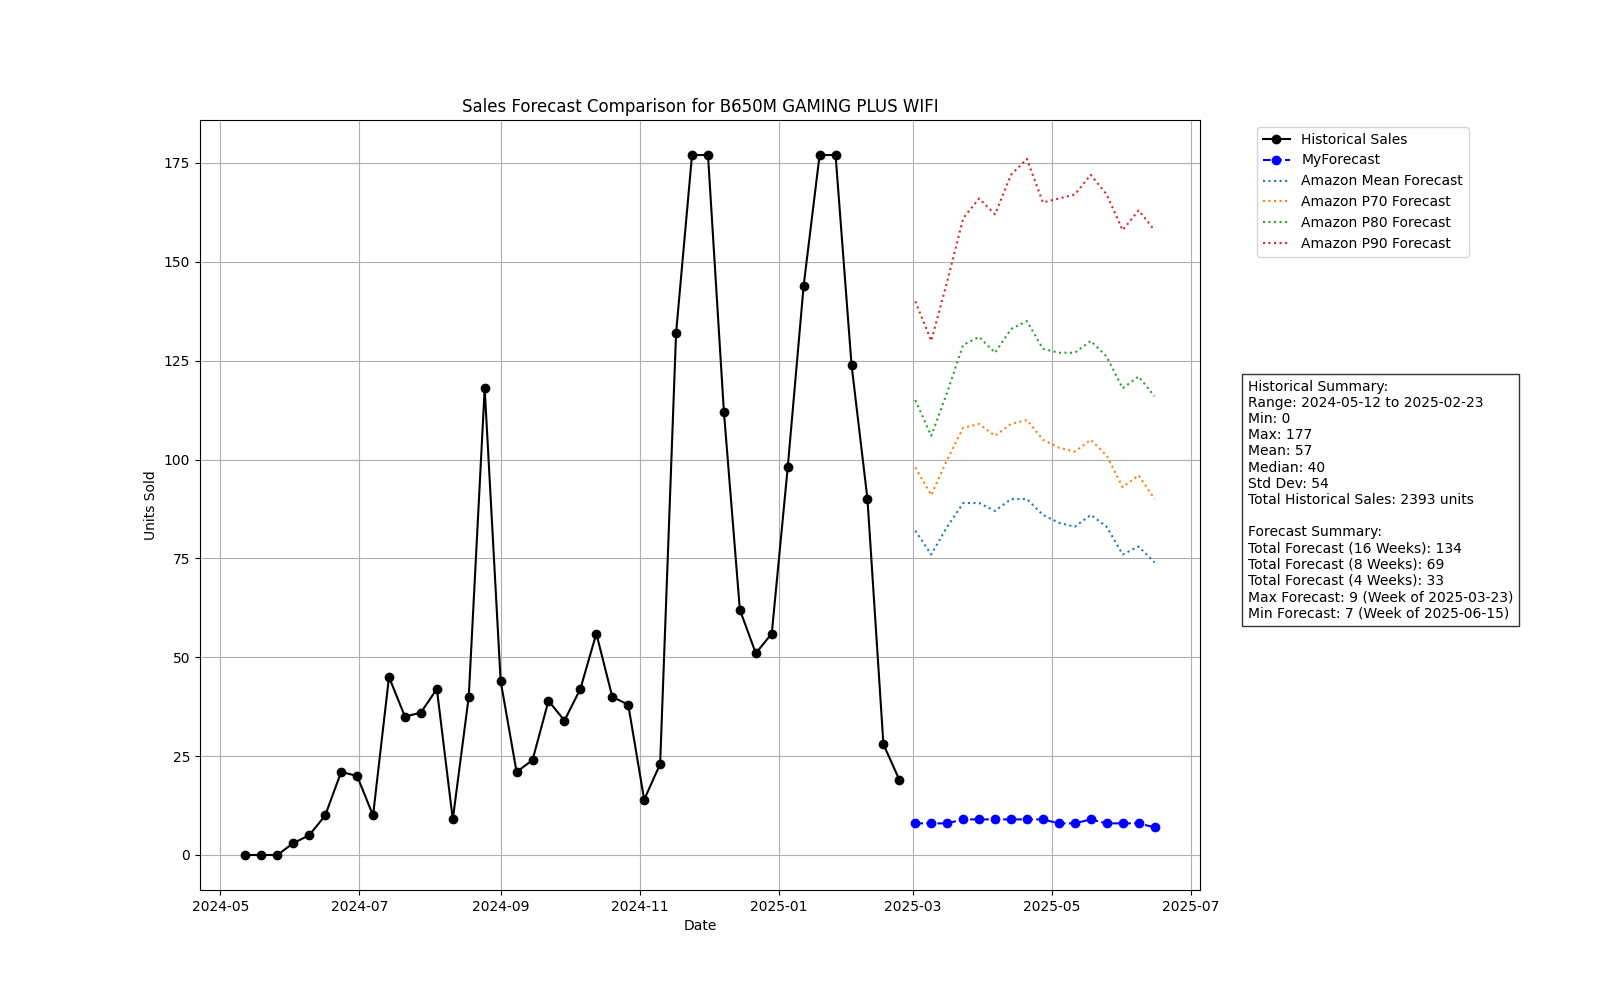 Sales Forecast Comparison for B650M GAMING PLUS WIFI
Historical Sales
MyForecast
Amazon Mean Forecast
Amazon P70 Forecast
Amazon P80 Forecast
Amazon P90 Forecast
175
150
125
100
75
50
25
0
Units Sold
2024-05
2024-07
2024-09
2024-11
2025-01
2025-03
2025-05
2025-07
Date
Historical Summary:
Range: 2024-05-12 to 2025-02-23
Min: 0
Max: 177
Mean: 57
Median: 40
Std Dev: 54
Total Historical Sales: 2393 units
Forecast Summary:
Total Forecast (16 Weeks): 134
Total Forecast (8 Weeks): 69
Total Forecast (4 Weeks): 33
Max Forecast: 9 (Week of 2025-03-23)
Min Forecast: 7 (Week of 2025-06-15)